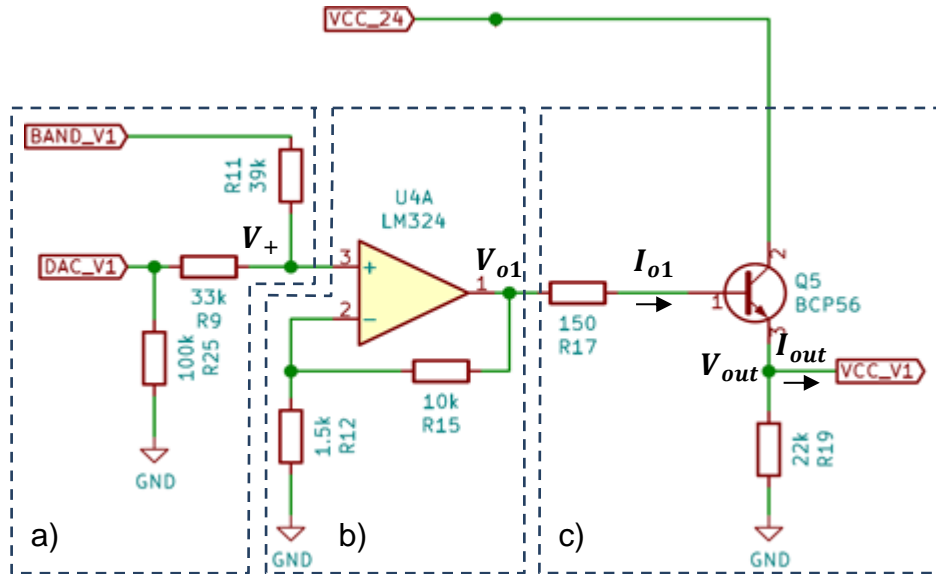 VCC_24
BAND_V1
R11
39k
U4A
LM324
V+
Vo1
Io1
2
Q5
BCP56
DAC_V1
3
+
1
1
33k
R9
2
−
150
R17
3
Vout
Iout
VCC_V1
100k
R25
10k
R15
1.5k
R12
22k
R19
GND
GND
GND
a)
b)
c)